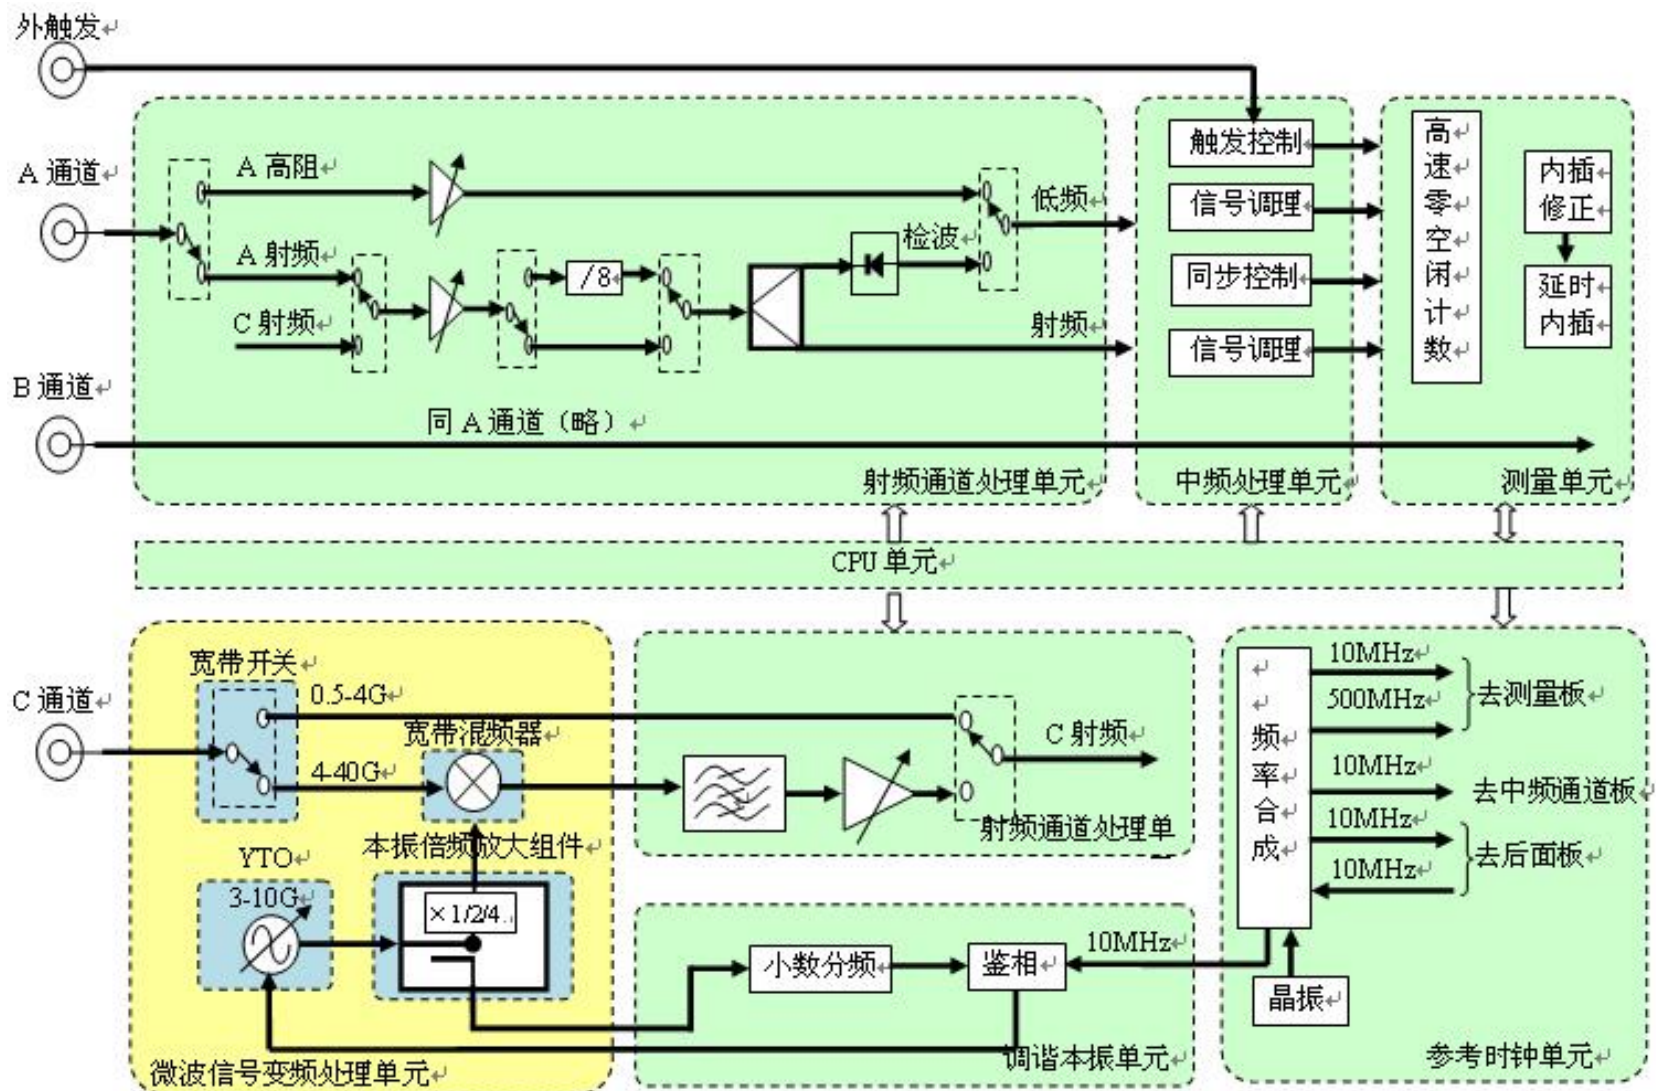 外触发
A 通道
A 高阻
A 射频
C 射频
/8
检波
低频
射频
触发控制
信号调理
同步控制
信号调理
高速零空闲计数
内插
修正
延时
内插
B 通道
同 A 通道（略）
射频通道处理单元
中频处理单元
测量单元
CPU 单元
C 通道
宽带开关
0.5-4G
4-40G
宽带混频器
YTO
3-10G
本振倍频放大组件
×1/2/4
微波信号变频处理单元
C 射频
射频通道处理单
小数分频
鉴相
10MHz
调谐本振单元
频率合成
10MHz
500MHz
去测量板
10MHz
去中频通道板
10MHz
10MHz
去后面板
晶振
参考时钟单元